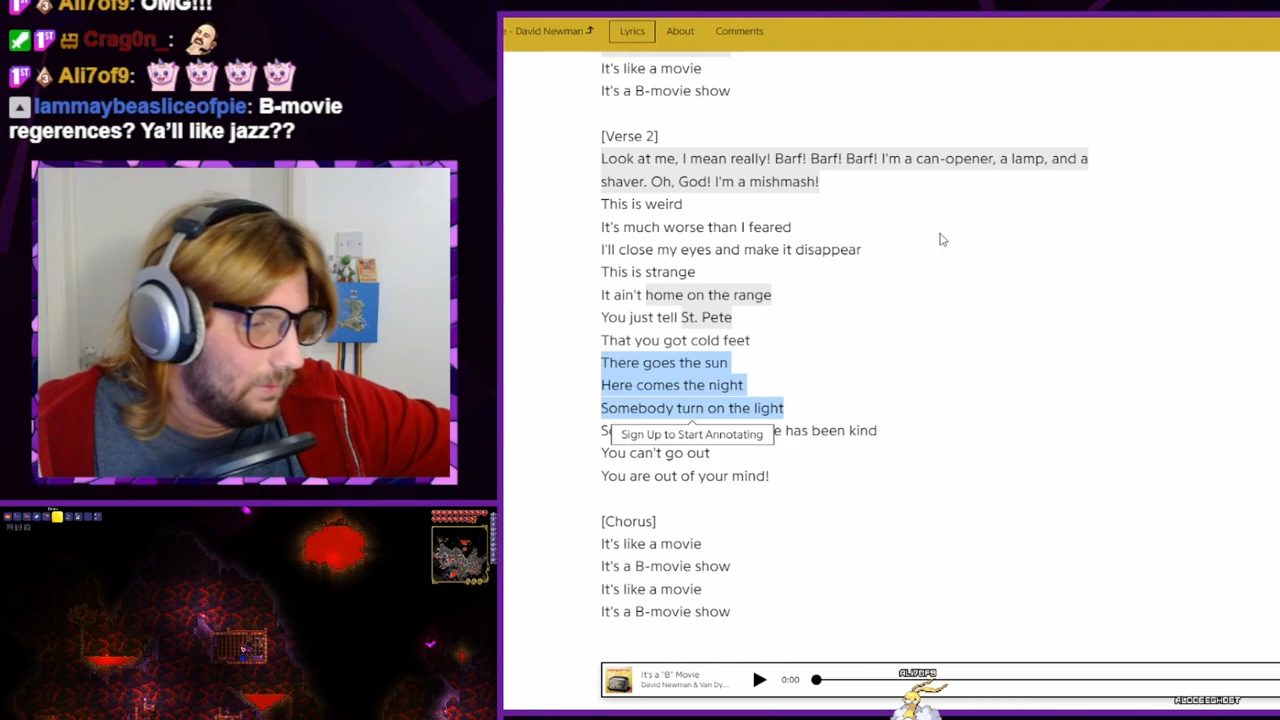 Ali7of9: OMG!!!
1ST Crag0n_:
1ST 3 Ali7of9:
Iammaybeasliceofpie: B-movie
regerences? Ya'll like jazz??
- David Newman Lyrics About Comments
It's like a movie
It's a B-movie show
[Verse 2]
Look at me, I mean really! Barf! Barf! Barf! I'm a can-opener, a lamp, and a
shaver. Oh, God! I'm a mishmash!
This is weird
It's much worse than I feared
I'll close my eyes and make it disappear
This is strange
It ain't home on the range
You just tell St. Pete
That you got cold feet
There goes the sun
Here comes the night
Somebody turn on the light
has been kind
Sign Up to Start Annotating
You can't go out
You are out of your mind!
[Chorus]
It's like a movie
It's a B-movie show
It's like a movie
It's a B-movie show
It's a "B" Movie
David Newman & Van Dy...
0:00
ALI7OF9